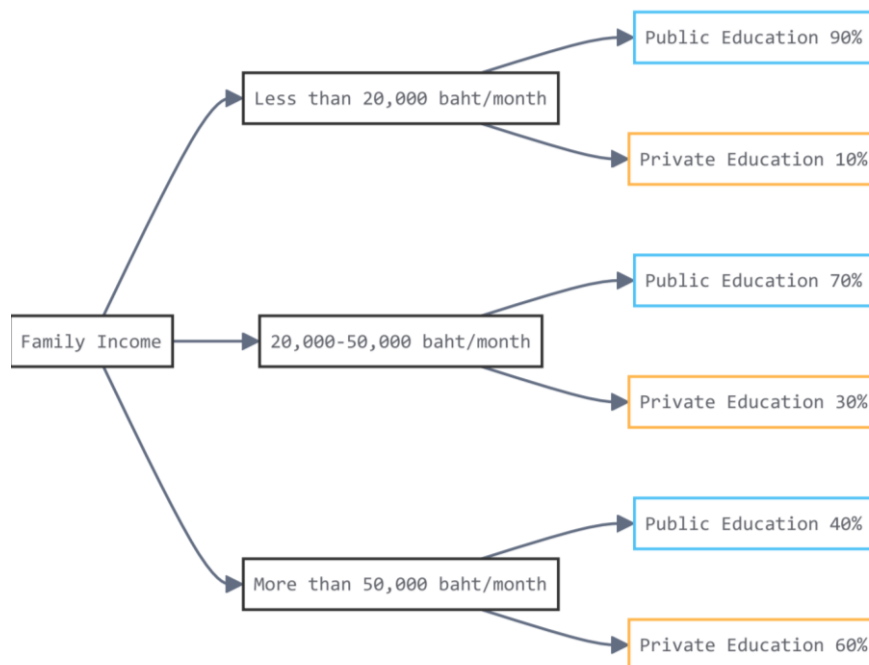 Public Education 90%
Less than 20,000 baht/month
Private Education 10%
Public Education 70%
Family Income
20,000-50,000 baht/month
Private Education 30%
Public Education 40%
More than 50,000 baht/month
Private Education 60%